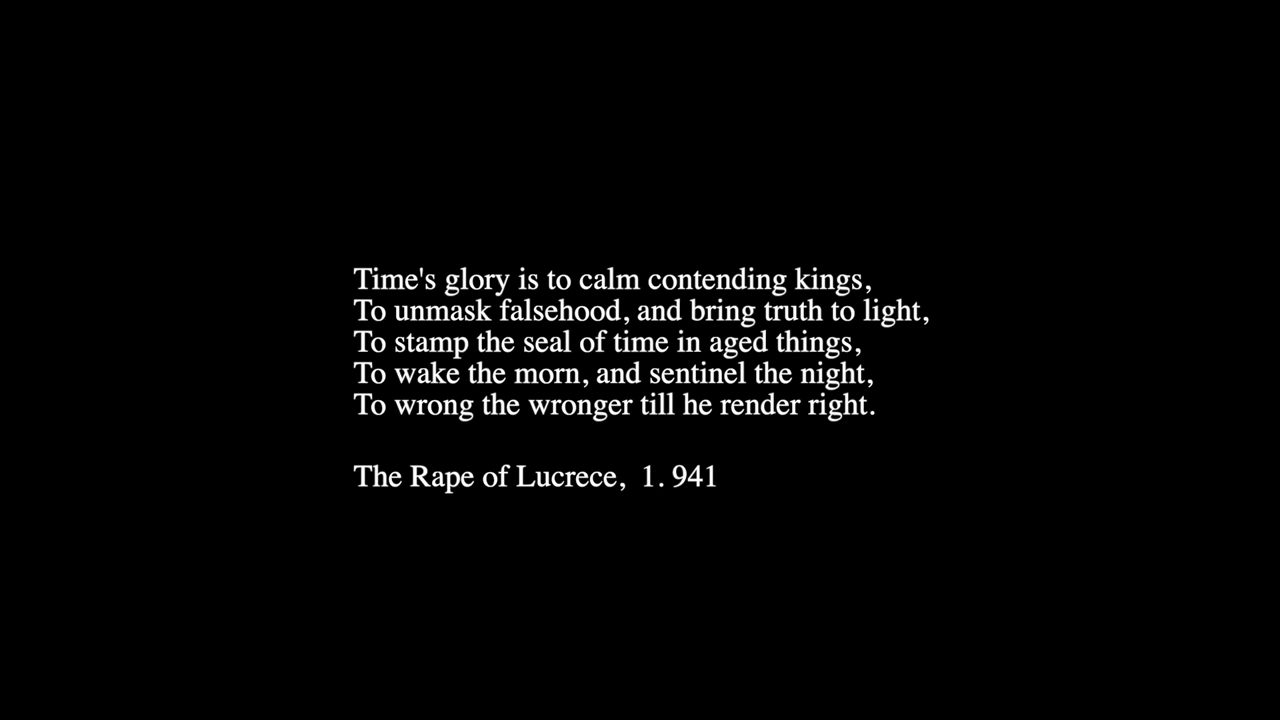 Time's glory is to calm contending kings,
To unmask falsehood, and bring truth to light,
To stamp the seal of time in aged things,
To wake the morn, and sentinel the night,
To wrong the wronger till he render right.
The Rape of Lucrece, 1. 941